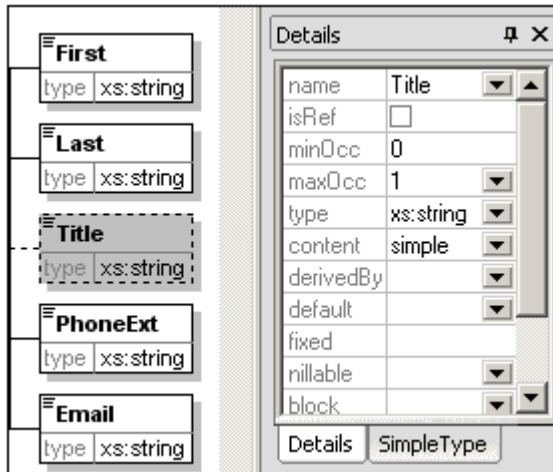 First
type xs:string
Last
type xs:string
Title
type xs:string
PhoneExt
type xs:string
Email
type xs:string
Details
name Title
isRef
minOcc 0
maxOcc 1
type xs:string
content simple
derivedBy
default
fixed
nillable
block
Details SimpleType